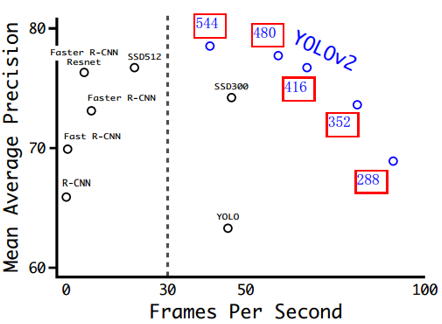 80
70
60
Mean Average Precision
544
480
YOLOv2
Faster R-CNN
Resnet
SSD512
416
SSD300
Faster R-CNN
352
Fast R-CNN
288
R-CNN
YOLO
0
30
50
100
Frames Per Second